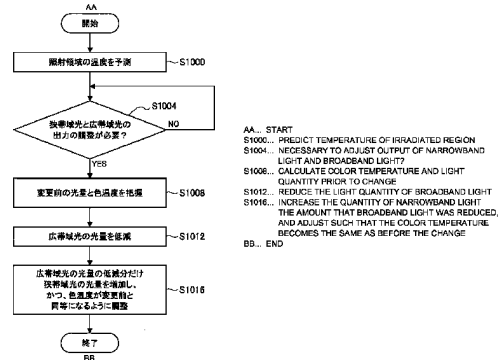 AA
開始
照射領域の温度を予測
S1000
S1004
狭帯域光と広帯域光の
出力の調整が必要？
NO
YES
変更前の光量と色温度を把握
S1008
広帯域光の光量を低減
S1012
広帯域光の光量の低減分だけ
狭帯域光の光量を増加し、
かつ、色温度が変更前と
同等になるように調整
S1016
終了
BB
AA... START
S1000... PREDICT TEMPERATURE OF IRRADIATED REGION
S1004... NECESSARY TO ADJUST OUTPUT OF NARROWBAND
LIGHT AND BROADBAND LIGHT?
S1008... CALCULATE COLOR TEMPERATURE AND LIGHT
QUANTITY PRIOR TO CHANGE
S1012... REDUCE THE LIGHT QUANTITY OF BROADBAND LIGHT
S1016... INCREASE THE QUANTITY OF NARROWBAND LIGHT
THE AMOUNT THAT BROADBAND LIGHT WAS REDUCED,
AND ADJUST SUCH THAT THE COLOR TEMPERATURE
BECOMES THE SAME AS BEFORE THE CHANGE
BB... END